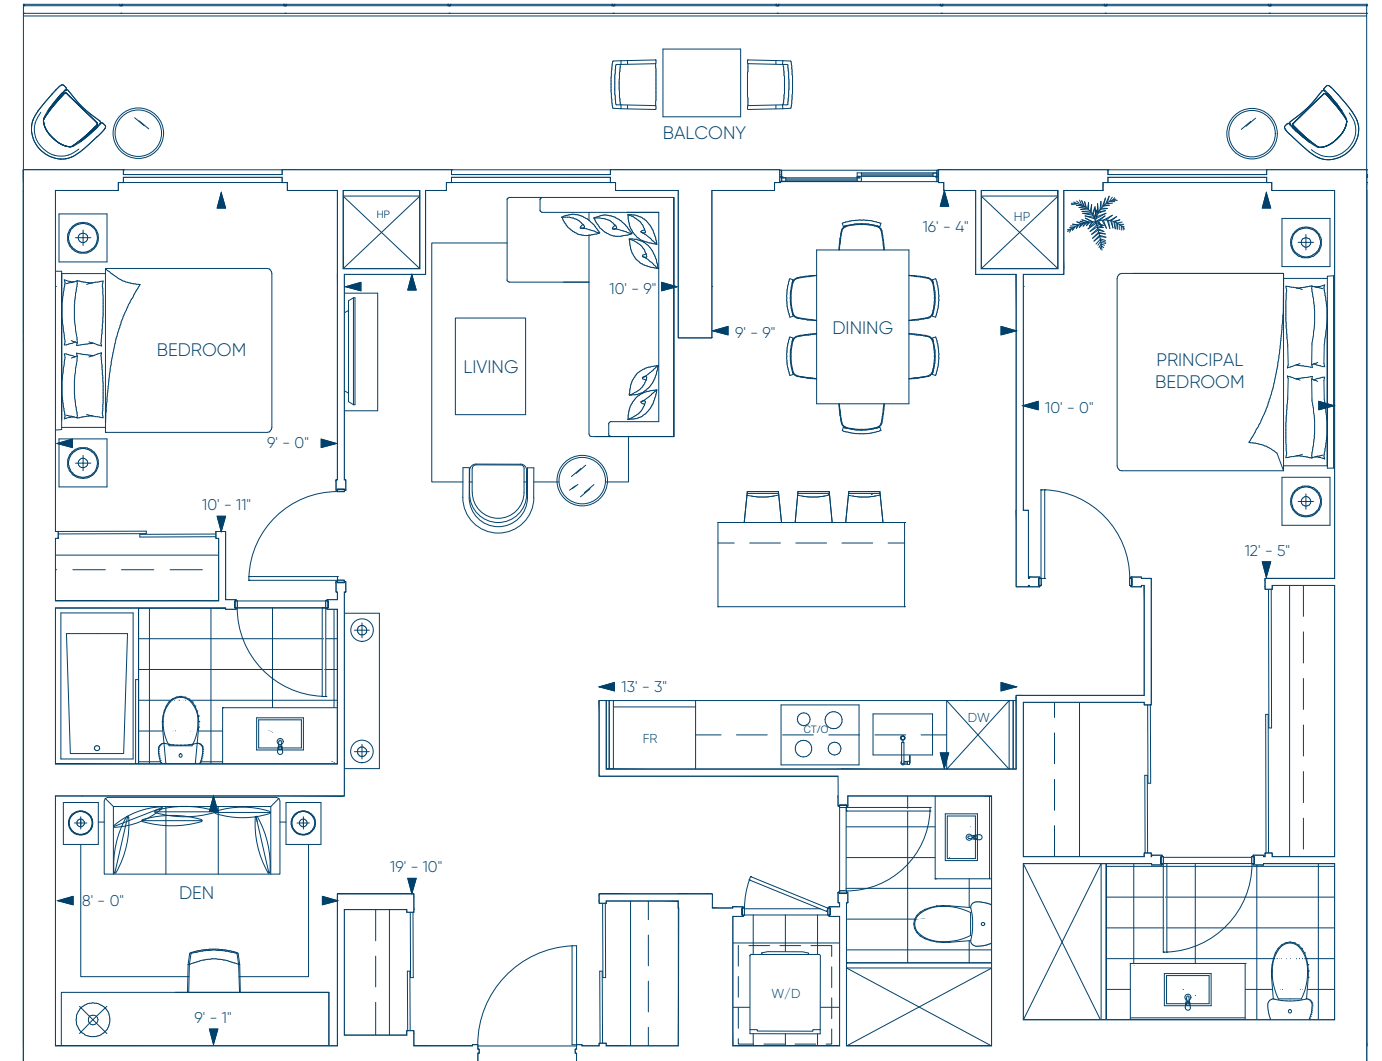 BALCONY
HP
HP
16' - 4"
10' - 9"
9' - 9"
DINING
BEDROOM
LIVING
PRINCIPAL
BEDROOM
10' - 0"
9' - 0"
10' - 11"
12' - 5"
13' - 3"
FR
CT/O
DW
19' - 10"
DEN
8' - 0"
W/D
9' - 1"